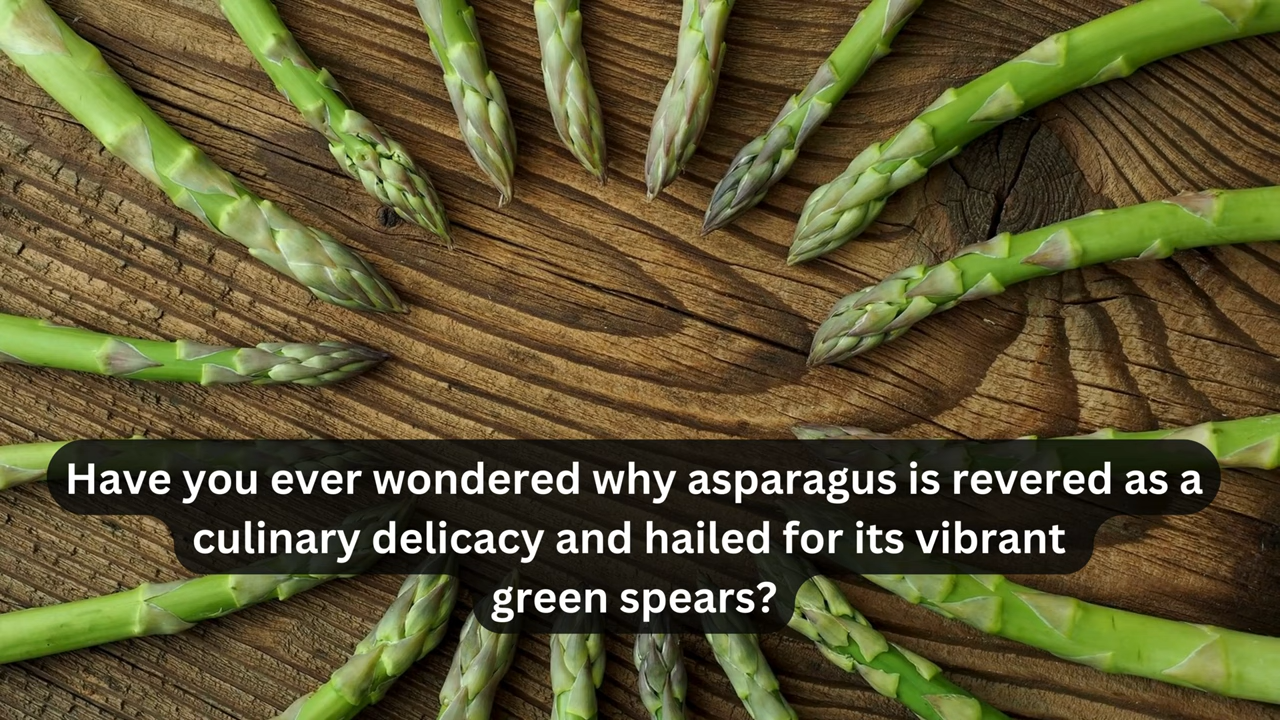 Have you ever wondered why asparagus is revered as a
culinary delicacy and hailed for its vibrant
green spears?